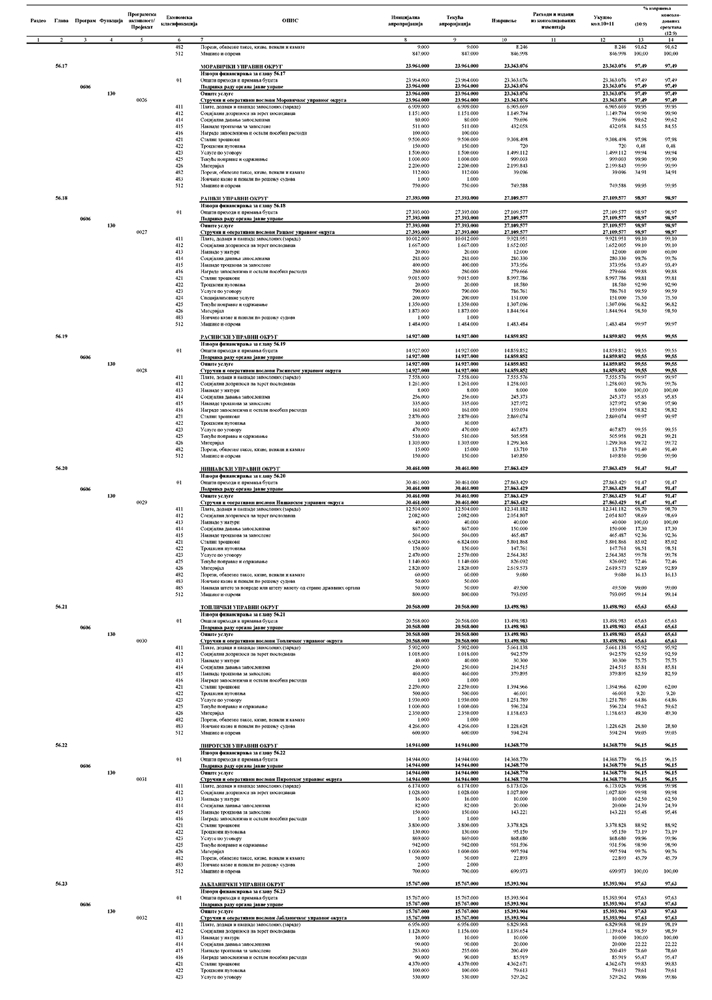 Раздео Глава Програм Функција Програмска активност/ Пројекат Економска класификација ОПИС Иницијална апропријација Текућа апропријација Извршење Расходи и издаци из консолидованих извештаја Укупно кол.10+11 % извршења (10:9) консоли-дованих средстава (12:9)
1 2 3 4 5 6 7 8 9 10 11 12 13 14
482 Порези, обавезне таксе, казне, пенали и камате 9.000 9.000 8.246 8.246 91,62 91,62
512 Машине и опрема 847.000 847.000 846.998 846.998 100,00 100,00
56.17 МОРАВИЧКИ УПРАВНИ ОКРУГ 23.964.000 23.964.000 23.363.076 23.363.076 97,49 97,49
Извори финансирања за главу 56.17
01 Општи приходи и примања буџета 23.964.000 23.964.000 23.363.076 23.363.076 97,49 97,49
0606 Подршка раду органа јавне управе 23.964.000 23.964.000 23.363.076 23.363.076 97,49 97,49
130 Опште услуге 23.964.000 23.964.000 23.363.076 23.363.076 97,49 97,49
0026 Стручни и оперативни послови Моравичког управног округа 23.964.000 23.964.000 23.363.076 23.363.076 97,49 97,49
411 Плате, додаци и накнаде запослених (зараде) 6.909.000 6.909.000 6.905.669 6.905.669 99,95 99,95
412 Социјални доприноси на терет послодавца 1.151.000 1.151.000 1.149.794 1.149.794 99,90 99,90
414 Социјална давања запосленима 80.000 80.000 79.696 79.696 99,62 99,62
415 Накнаде трошкова за запослене 511.000 511.000 432.058 432.058 84,55 84,55
416 Награде запосленима и остали посебни расходи 100.000 100.000
421 Стални трошкови 9.500.000 9.500.000 9.308.498 9.308.498 97,98 97,98
422 Трошкови путовања 150.000 150.000 720 720 0,48 0,48
423 Услуге по уговору 1.500.000 1.500.000 1.499.112 1.499.112 99,94 99,94
425 Текуће поправке и одржавање 1.000.000 1.000.000 999.003 999.003 99,90 99,90
426 Материјал 2.200.000 2.200.000 2.199.843 2.199.843 99,99 99,99
482 Порези, обавезне таксе, казне, пенали и камате 112.000 112.000 39.096 39.096 34,91 34,91
483 Новчане казне и пенали по решењу судова 1.000 1.000
512 Машине и опрема 750.000 750.000 749.588 749.588 99,95 99,95
56.18 РАШКИ УПРАВНИ ОКРУГ 27.393.000 27.393.000 27.109.577 27.109.577 98,97 98,97
Извори финансирања за главу 56.18
01 Општи приходи и примања буџета 27.393.000 27.393.000 27.109.577 27.109.577 98,97 98,97
0606 Подршка раду органа јавне управе 27.393.000 27.393.000 27.109.577 27.109.577 98,97 98,97
130 Опште услуге 27.393.000 27.393.000 27.109.577 27.109.577 98,97 98,97
0027 Стручни и оперативни послови Рашког управног округа 27.393.000 27.393.000 27.109.577 27.109.577 98,97 98,97
411 Плате, додаци и накнаде запослених (зараде) 10.012.000 10.012.000 9.921.951 9.921.951 99,10 99,10
412 Социјални доприноси на терет послодавца 1.667.000 1.667.000 1.652.005 1.652.005 99,10 99,10
413 Накнаде у натури 20.000 20.000 12.000 12.000 60,00 60,00
414 Социјална давања запосленима 281.000 281.000 280.330 280.330 99,76 99,76
415 Накнаде трошкова за запослене 400.000 400.000 373.956 373.956 93,49 93,49
416 Награде запосленима и остали посебни расходи 280.000 280.000 279.666 279.666 99,88 99,88
421 Стални трошкови 9.015.000 9.015.000 8.997.786 8.997.786 99,81 99,81
422 Трошкови путовања 20.000 20.000 18.580 18.580 92,90 92,90
423 Услуге по уговору 790.000 790.000 786.761 786.761 99,59 99,59
424 Специјализоване услуге 200.000 200.000 151.000 151.000 75,50 75,50
425 Текуће поправке и одржавање 1.350.000 1.350.000 1.307.096 1.307.096 96,82 96,82
426 Материјал 1.873.000 1.873.000 1.844.964 1.844.964 98,50 98,50
483 Новчане казне и пенали по решењу судова 1.000 1.000
512 Машине и опрема 1.484.000 1.484.000 1.483.484 1.483.484 99,97 99,97
56.19 РАСИНСКИ УПРАВНИ ОКРУГ 14.927.000 14.927.000 14.859.852 14.859.852 99,55 99,55
Извори финансирања за главу 56.19
01 Општи приходи и примања буџета 14.927.000 14.927.000 14.859.852 14.859.852 99,55 99,55
0606 Подршка раду органа јавне управе 14.927.000 14.927.000 14.859.852 14.859.852 99,55 99,55
130 Опште услуге 14.927.000 14.927.000 14.859.852 14.859.852 99,55 99,55
0028 Стручни и оперативни послови Расинског управног округа 14.927.000 14.927.000 14.859.852 14.859.852 99,55 99,55
411 Плате, додаци и накнаде запослених (зараде) 7.558.000 7.558.000 7.555.576 7.555.576 99,97 99,97
412 Социјални доприноси на терет послодавца 1.261.000 1.261.000 1.258.003 1.258.003 99,76 99,76
413 Накнаде у натури 8.000 8.000 8.000 8.000 100,00 100,00
414 Социјална давања запосленима 256.000 256.000 245.373 245.373 95,85 95,85
415 Накнаде трошкова за запослене 335.000 335.000 327.972 327.972 97,90 97,90
416 Награде запосленима и остали посебни расходи 161.000 161.000 159.094 159.094 98,82 98,82
421 Стални трошкови 2.870.000 2.870.000 2.869.074 2.869.074 99,97 99,97
422 Трошкови путовања 30.000 30.000
423 Услуге по уговору 470.000 470.000 467.873 467.873 99,55 99,55
425 Текуће поправке и одржавање 510.000 510.000 505.958 505.958 99,21 99,21
426 Материјал 1.303.000 1.303.000 1.299.368 1.299.368 99,72 99,72
482 Порези, обавезне таксе, казне, пенали и камате 15.000 15.000 13.710 13.710 91,40 91,40
512 Машине и опрема 150.000 150.000 149.850 149.850 99,90 99,90
56.20 НИШАВСКИ УПРАВНИ ОКРУГ 30.461.000 30.461.000 27.863.429 27.863.429 91,47 91,47
Извори финансирања за главу 56.20
01 Општи приходи и примања буџета 30.461.000 30.461.000 27.863.429 27.863.429 91,47 91,47
0606 Подршка раду органа јавне управе 30.461.000 30.461.000 27.863.429 27.863.429 91,47 91,47
130 Опште услуге 30.461.000 30.461.000 27.863.429 27.863.429 91,47 91,47
0029 Стручни и оперативни послови Нишавског управног округа 30.461.000 30.461.000 27.863.429 27.863.429 91,47 91,47
411 Плате, додаци и накнаде запослених (зараде) 12.504.000 12.504.000 12.341.182 12.341.182 98,70 98,70
412 Социјални доприноси на терет послодавца 2.082.000 2.082.000 2.054.807 2.054.807 98,69 98,69
413 Накнаде у натури 40.000 40.000 40.000 40.000 100,00 100,00
414 Социјална давања запосленима 867.000 867.000 150.000 150.000 17,30 17,30
415 Накнаде трошкова за запослене 504.000 504.000 465.487 465.487 92,36 92,36
421 Стални трошкови 6.924.000 6.824.000 5.801.868 5.801.868 85,02 85,02
422 Трошкови путовања 150.000 150.000 147.761 147.761 98,51 98,51
423 Услуге по уговору 2.470.000 2.570.000 2.564.385 2.564.385 99,78 99,78
425 Текуће поправке и одржавање 1.140.000 1.140.000 826.092 826.092 72,46 72,46
426 Материјал 2.820.000 2.820.000 2.619.573 2.619.573 92,89 92,89
482 Порези, обавезне таксе, казне, пенали и камате 60.000 60.000 9.680 9.680 16,13 16,13
483 Новчане казне и пенали по решењу судова 50.000 50.000
485 Накнада штете за повреде или штету нанету од стране државних органа 50.000 50.000 49.500 49.500 99,00 99,00
512 Машине и опрема 800.000 800.000 793.095 793.095 99,14 99,14
56.21 ТОПЛИЧКИ УПРАВНИ ОКРУГ 20.568.000 20.568.000 13.498.983 13.498.983 65,63 65,63
Извори финансирања за главу 56.21
01 Општи приходи и примања буџета 20.568.000 20.568.000 13.498.983 13.498.983 65,63 65,63
0606 Подршка раду органа јавне управе 20.568.000 20.568.000 13.498.983 13.498.983 65,63 65,63
130 Опште услуге 20.568.000 20.568.000 13.498.983 13.498.983 65,63 65,63
0030 Стручни и оперативни послови Топличког управног округа 20.568.000 20.568.000 13.498.983 13.498.983 65,63 65,63
411 Плате, додаци и накнаде запослених (зараде) 5.902.000 5.902.000 5.661.138 5.661.138 95,92 95,92
412 Социјални доприноси на терет послодавца 1.018.000 1.018.000 942.579 942.579 92,59 92,59
413 Накнаде у натури 40.000 40.000 30.300 30.300 75,75 75,75
414 Социјална давања запосленима 250.000 250.000 214.515 214.515 85,81 85,81
415 Накнаде трошкова за запослене 460.000 460.000 379.895 379.895 82,59 82,59
416 Награде запосленима и остали посебни расходи 1.000 1.000
421 Стални трошкови 2.250.000 2.250.000 1.394.966 1.394.966 62,00 62,00
422 Трошкови путовања 500.000 500.000 46.001 46.001 9,20 9,20
423 Услуге по уговору 1.930.000 1.930.000 1.251.789 1.251.789 64,86 64,86
425 Текуће поправке и одржавање 1.000.000 1.000.000 596.224 596.224 59,62 59,62
426 Материјал 2.350.000 2.350.000 1.158.653 1.158.653 49,30 49,30
482 Порези, обавезне таксе, казне, пенали и камате 1.000 1.000
483 Новчане казне и пенали по решењу судова 4.266.000 4.266.000 1.228.628 1.228.628 28,80 28,80
512 Машине и опрема 600.000 600.000 594.294 594.294 99,05 99,05
56.22 ПИРОТСКИ УПРАВНИ ОКРУГ 14.944.000 14.944.000 14.368.770 14.368.770 96,15 96,15
Извори финансирања за главу 56.22
01 Општи приходи и примања буџета 14.944.000 14.944.000 14.368.770 14.368.770 96,15 96,15
0606 Подршка раду органа јавне управе 14.944.000 14.944.000 14.368.770 14.368.770 96,15 96,15
130 Опште услуге 14.944.000 14.944.000 14.368.770 14.368.770 96,15 96,15
0031 Стручни и оперативни послови Пиротског управног округа 14.944.000 14.944.000 14.368.770 14.368.770 96,15 96,15
411 Плате, додаци и накнаде запослених (зараде) 6.174.000 6.174.000 6.173.026 6.173.026 99,98 99,98
412 Социјални доприноси на терет послодавца 1.028.000 1.028.000 1.027.809 1.027.809 99,98 99,98
413 Накнаде у натури 16.000 16.000 10.000 10.000 62,50 62,50
414 Социјална давања запосленима 82.000 82.000 20.000 20.000 24,39 24,39
415 Накнаде трошкова за запослене 150.000 150.000 143.221 143.221 95,48 95,48
416 Награде запосленима и остали посебни расходи 1.000 1.000
421 Стални трошкови 3.800.000 3.800.000 3.378.828 3.378.828 88,92 88,92
422 Трошкови путовања 130.000 130.000 95.150 95.150 73,19 73,19
423 Услуге по уговору 869.000 869.000 868.680 868.680 99,96 99,96
425 Текуће поправке и одржавање 942.000 942.000 931.596 931.596 98,90 98,90
426 Материјал 1.000.000 1.000.000 997.594 997.594 99,76 99,76
482 Порези, обавезне таксе, казне, пенали и камате 50.000 50.000 22.893 22.893 45,79 45,79
483 Новчане казне и пенали по решењу судова 2.000 2.000
512 Машине и опрема 700.000 700.000 699.973 699.973 100,00 100,00
56.23 ЈАБЛАНИЧКИ УПРАВНИ ОКРУГ 15.767.000 15.767.000 15.393.904 15.393.904 97,63 97,63
Извори финансирања за главу 56.23
01 Општи приходи и примања буџета 15.767.000 15.767.000 15.393.904 15.393.904 97,63 97,63
0606 Подршка раду органа јавне управе 15.767.000 15.767.000 15.393.904 15.393.904 97,63 97,63
130 Опште услуге 15.767.000 15.767.000 15.393.904 15.393.904 97,63 97,63
0032 Стручни и оперативни послови Јабланичког управног округа 15.767.000 15.767.000 15.393.904 15.393.904 97,63 97,63
411 Плате, додаци и накнаде запослених (зараде) 6.956.000 6.956.000 6.829.968 6.829.968 98,19 98,19
412 Социјални доприноси на терет послодавца 1.128.000 1.156.000 1.139.654 1.139.654 98,59 98,59
413 Накнаде у натури 10.000 10.000 10.000 10.000 100,00 100,00
414 Социјална давања запосленима 90.000 90.000 20.000 20.000 22,22 22,22
415 Накнаде трошкова за запослене 283.000 255.000 200.439 200.439 78,60 78,60
416 Награде запосленима и остали посебни расходи 90.000 90.000 85.919 85.919 95,47 95,47
421 Стални трошкови 4.370.000 4.370.000 4.362.671 4.362.671 99,83 99,83
422 Трошкови путовања 100.000 100.000 79.613 79.613 79,61 79,61
423 Услуге по уговору 530.000 530.000 529.262 529.262 99,86 99,86